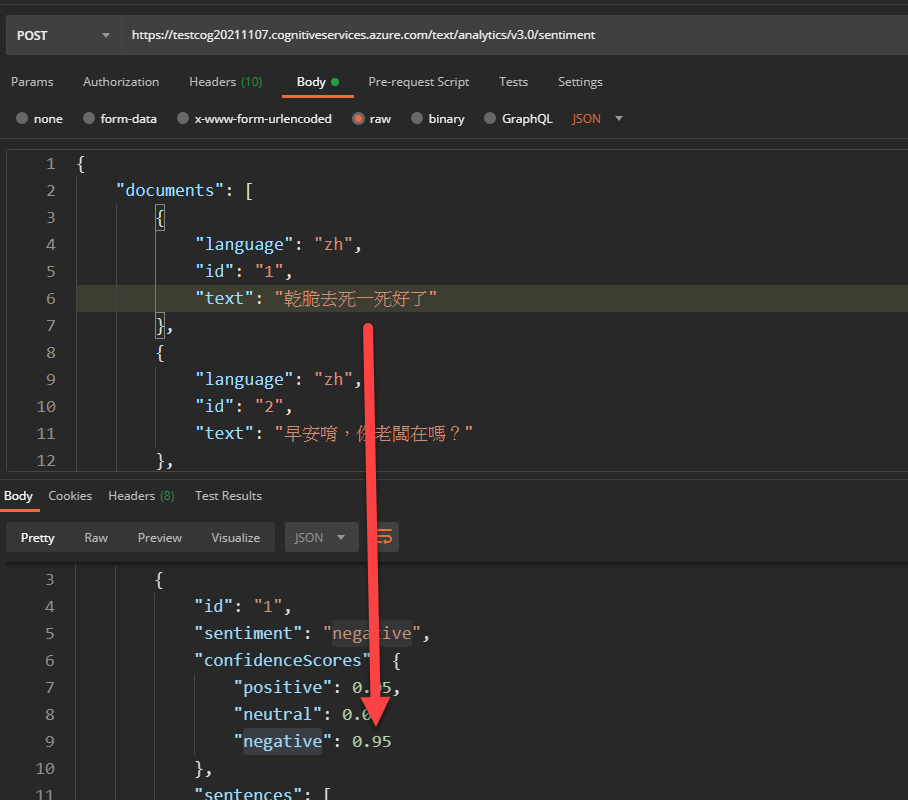 POST https://testcog20211107.cognitiveservices.azure.com/text/analytics/v3.0/sentiment
Params Authorization Headers (10) Body Pre-request Script Tests Settings
none form-data x-www-form-urlencoded raw binary GraphQL JSON
1 {
2 "documents": [
3 {
4 "language": "zh",
5 "id": "1",
6 "text": "乾脆去死一死好了"
7 },
8 {
9 "language": "zh",
10 "id": "2",
11 "text": "早安唷，你老闆在嗎？"
12 },
Body Cookies Headers (8) Test Results
Pretty Raw Preview Visualize JSON
3 {
4 "id": "1",
5 "sentiment": "negative",
6 "confidenceScores": {
7 "positive": 0.05,
8 "neutral": 0.0
9 "negative": 0.95
10 },
11 "sentences": [